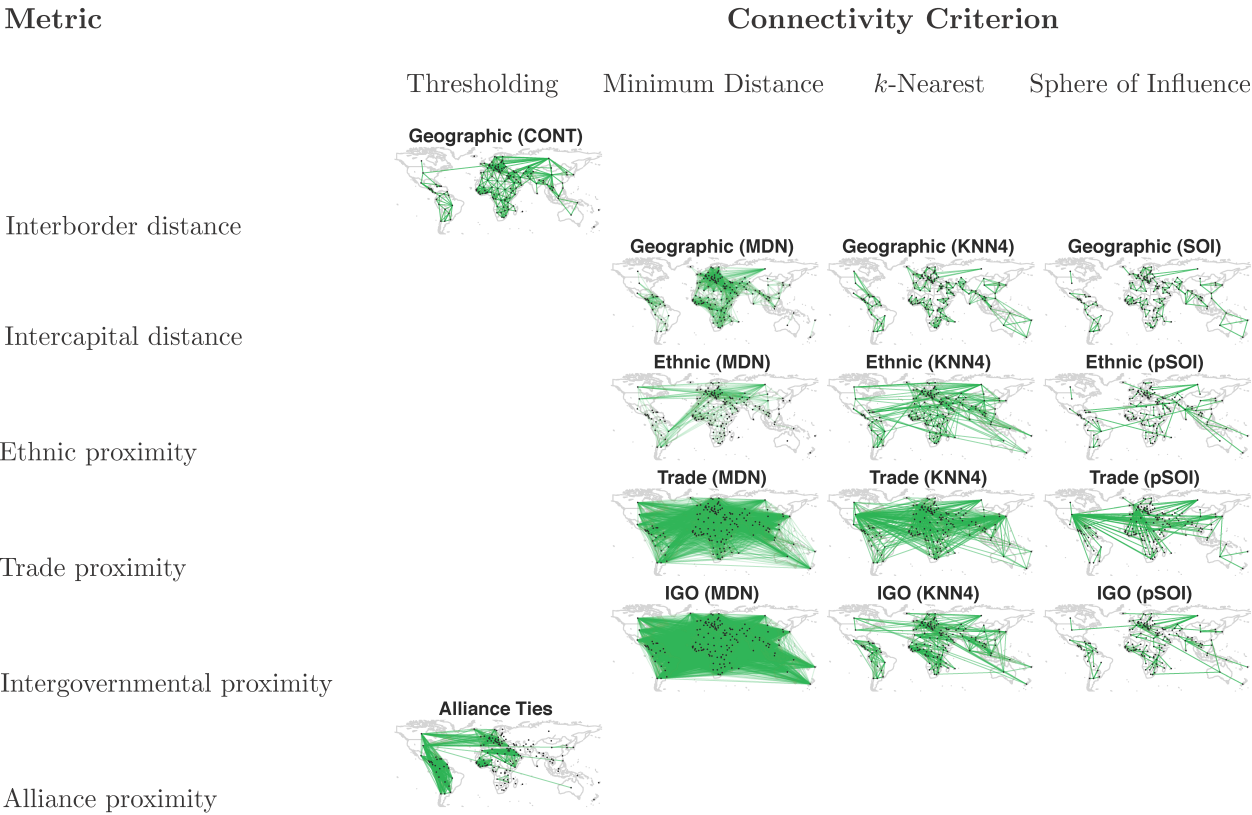 Metric Connectivity Criterion
Thresholding Minimum Distance k-Nearest Sphere of Influence
Geographic (CONT)
Interborder distance
Geographic (MDN) Geographic (KNN4) Geographic (SOI)
Intercapital distance
Ethnic (MDN) Ethnic (KNN4) Ethnic (pSOI)
Ethnic proximity
Trade (MDN) Trade (KNN4) Trade (pSOI)
Trade proximity
IGO (MDN) IGO (KNN4) IGO (pSOI)
Intergovernmental proximity
Alliance Ties
Alliance proximity